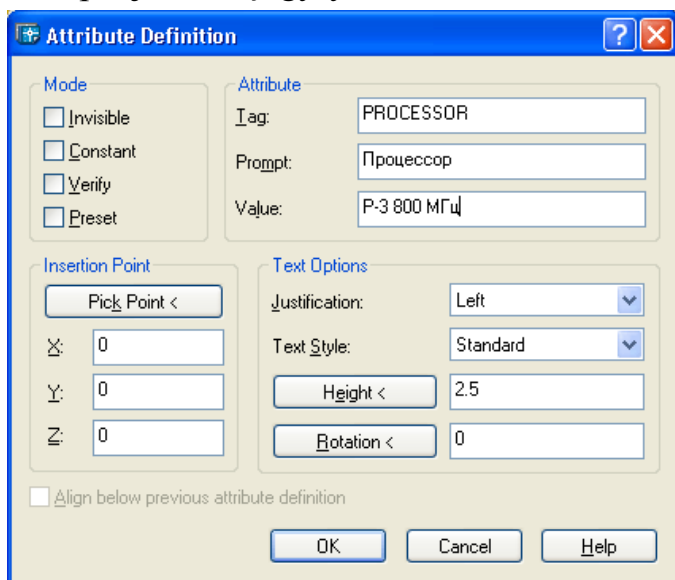 Attribute Definition
Mode
Invisible
Constant
Verify
Preset
Attribute
Tag: PROCESSOR
Prompt: Процессор
Value: P-3 800 МГц
Insertion Point
Pick Point <
X: 0
Y: 0
Z: 0
Text Options
Justification: Left
Text Style: Standard
Height < 2.5
Rotation < 0
Align below previous attribute definition
OK Cancel Help